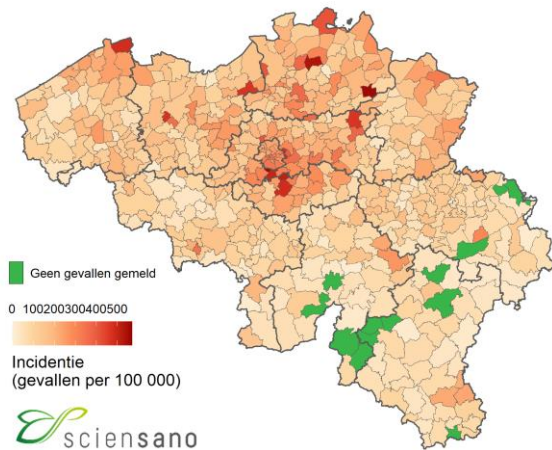 Geen gevallen gemeld
0 100200300400500
Incidentie
(gevallen per 100 000)
sciensano